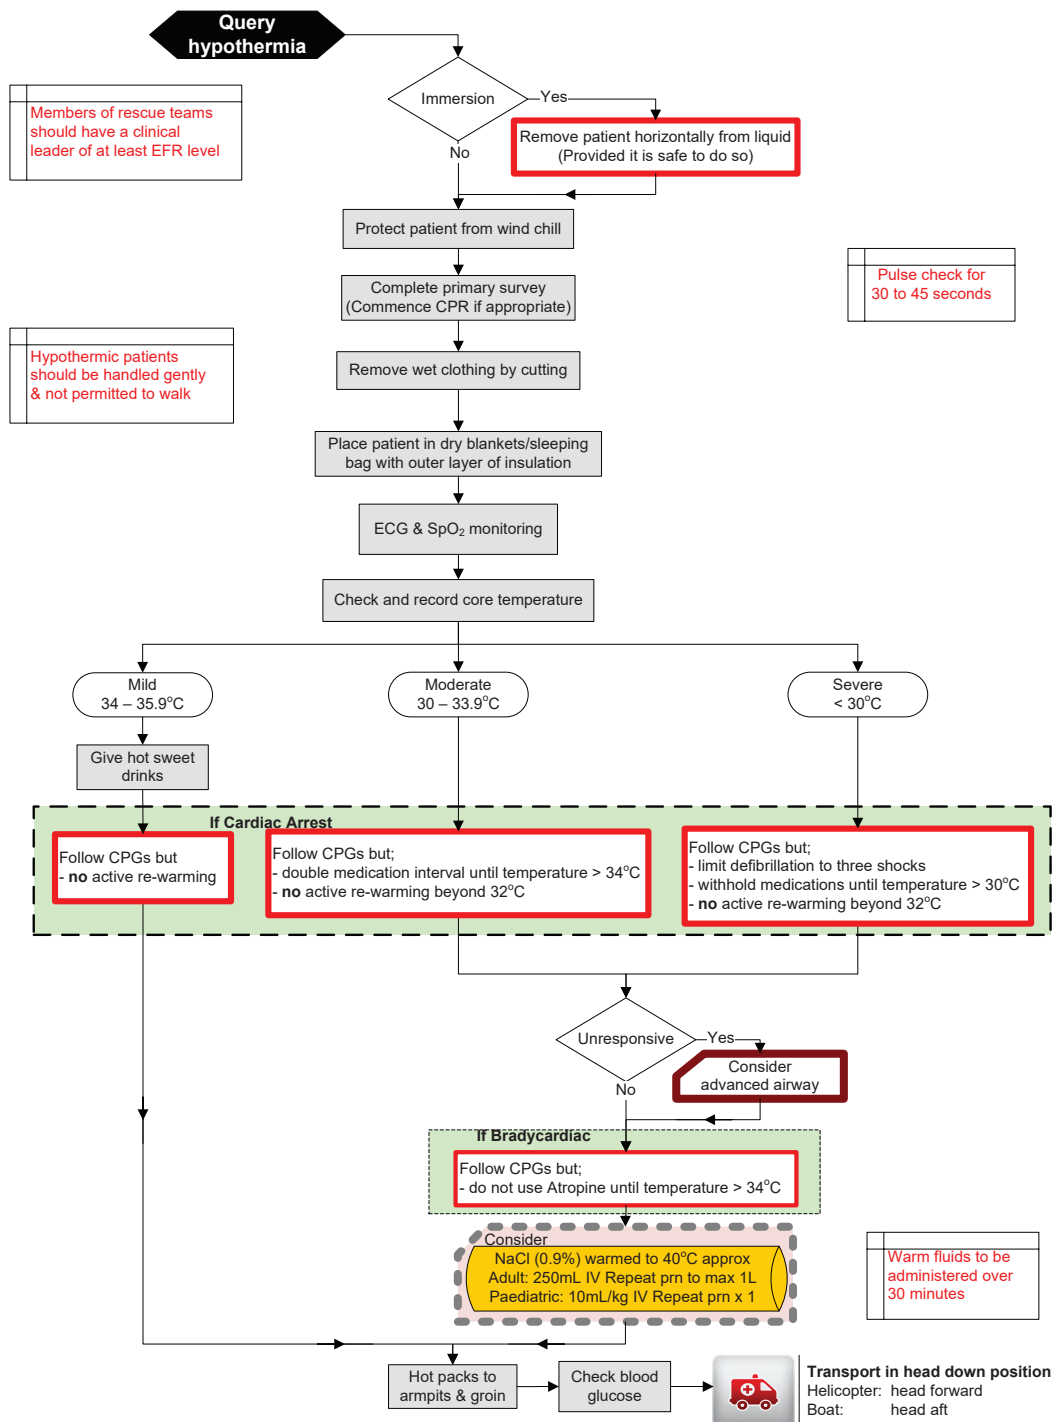 Query
hypothermia
Immersion
Yes
No
Members of rescue teams
should have a clinical
leader of at least EFR level
Remove patient horizontally from liquid
(Provided it is safe to do so)
Protect patient from wind chill
Pulse check for
30 to 45 seconds
Complete primary survey
(Commence CPR if appropriate)
Hypothermic patients
should be handled gently
& not permitted to walk
Remove wet clothing by cutting
Place patient in dry blankets/sleeping
bag with outer layer of insulation
ECG & SpO₂ monitoring
Check and record core temperature
Mild
34 – 35.9°C
Moderate
30 – 33.9°C
Severe
< 30°C
Give hot sweet
drinks
If Cardiac Arrest
Follow CPGs but
- no active re-warming
Follow CPGs but;
- double medication interval until temperature > 34°C
- no active re-warming beyond 32°C
Follow CPGs but;
- limit defibrillation to three shocks
- withhold medications until temperature > 30°C
- no active re-warming beyond 32°C
Unresponsive
Yes
No
Consider
advanced airway
If Bradycardiac
Follow CPGs but;
- do not use Atropine until temperature > 34°C
Consider
NaCl (0.9%) warmed to 40°C approx
Adult: 250mL IV Repeat prn to max 1L
Paediatric: 10mL/kg IV Repeat prn x 1
Warm fluids to be
administered over
30 minutes
Hot packs to
armpits & groin
Check blood
glucose
Transport in head down position
Helicopter: head forward
Boat: head aft